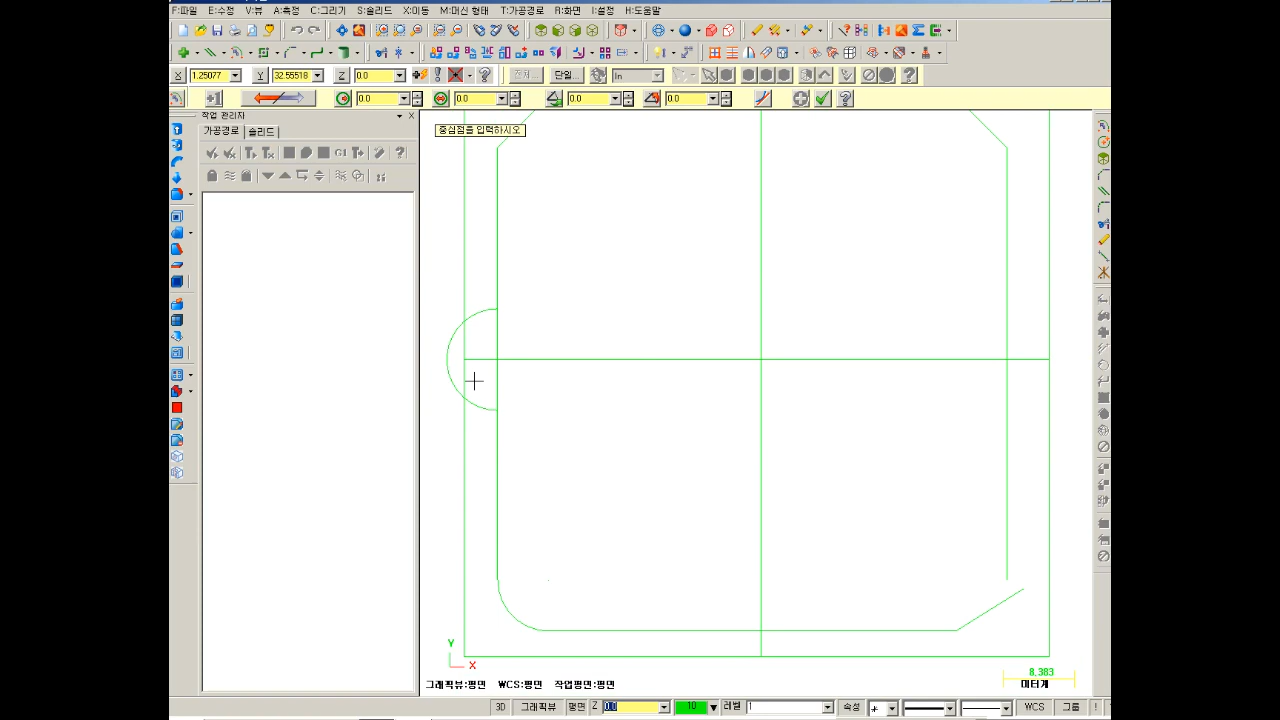 F:파일 E:수정 V:뷰 A:측정 C:그리기 S:솔리드 X:이동 M:머신 형태 T:가공경로 R:화면 I:설정 H:도움말
X 1.25077 Y 32.55518 Z 0.0 전체... 단일... In
+1 0.0 0.0 0.0 0.0
작업 관리자
가공경로 솔리드
중심점을 입력하시오
G1
Y
X
8.383
미터계
그래픽뷰:평면 WCS:평면 작업평면:평면
3D 그래픽뷰 평면 Z 0.0 10 레벨 1 속성 WCS 그룹 !